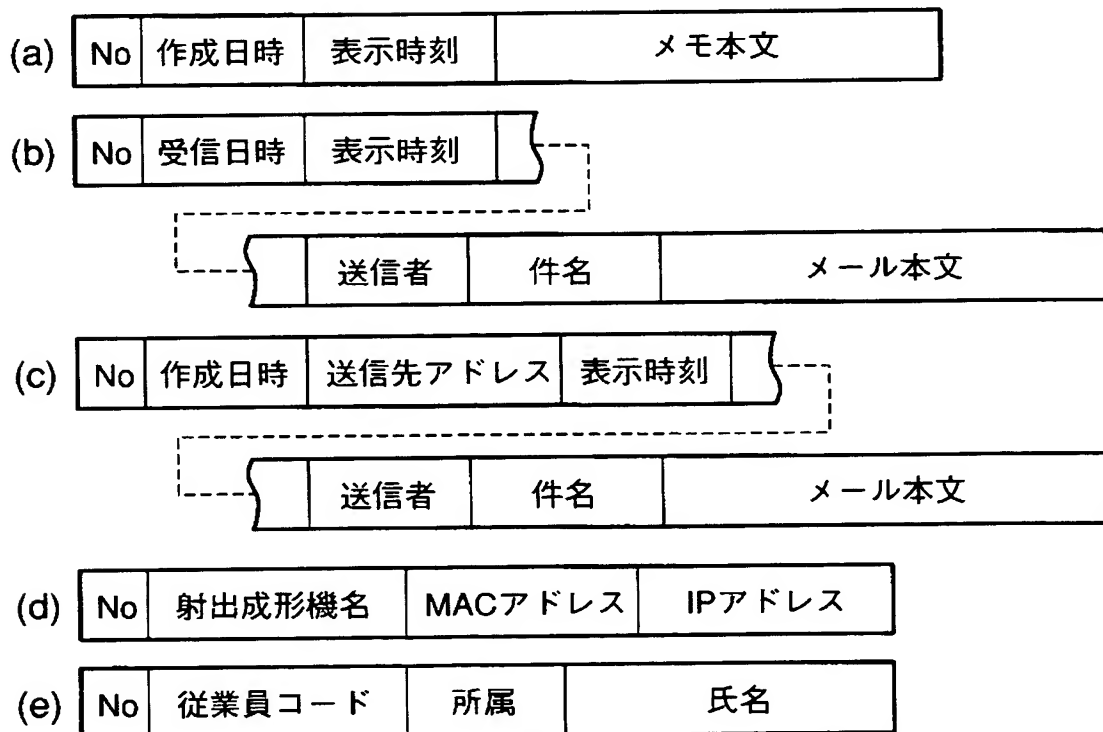 (a) No 作成日時 表示時刻 メモ本文
(b) No 受信日時 表示時刻
送信者 件名 メール本文
(c) No 作成日時 送信先アドレス 表示時刻
送信者 件名 メール本文
(d) No 射出成形機名 MACアドレス IPアドレス
(e) No 従業員コード 所属 氏名